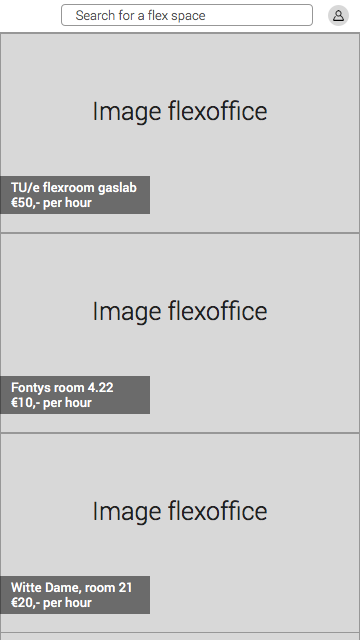 Search for a flex space
Image flexoffice
TU/e flexroom gaslab
€50,- per hour
Image flexoffice
Fontys room 4.22
€10,- per hour
Image flexoffice
Witte Dame, room 21
€20,- per hour